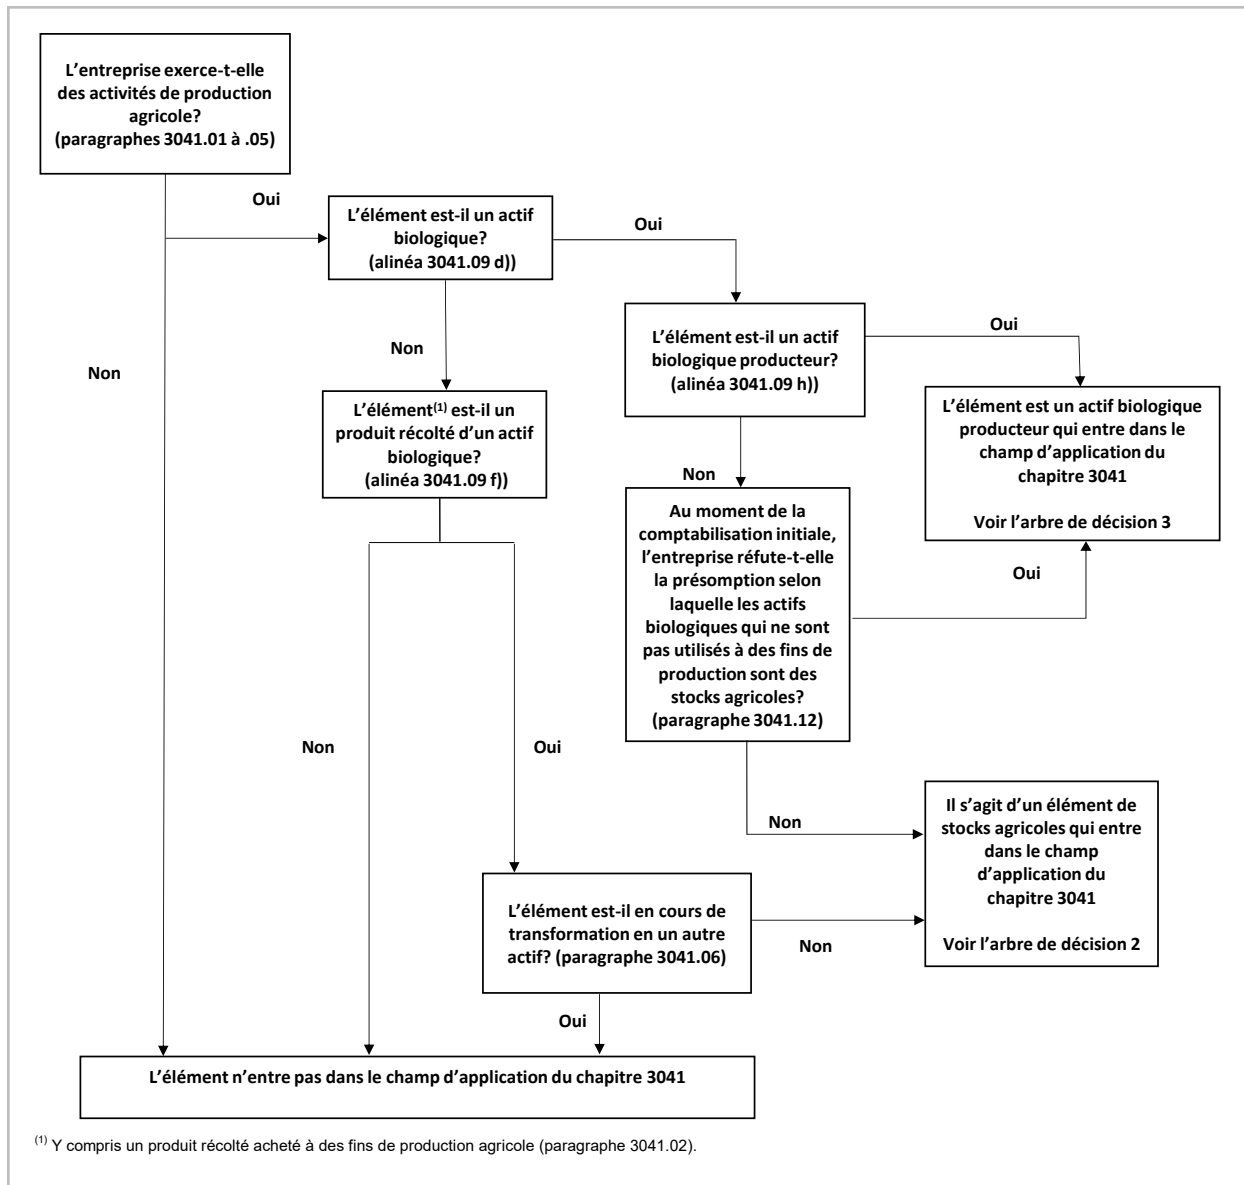 L'entreprise exerce-t-elle
des activités de production
agricole?
(paragraphes 3041.01 à .05)
Oui
L'élément est-il un actif
biologique?
(alinéa 3041.09 d))
Oui
L'élément est-il un actif
biologique producteur?
(alinéa 3041.09 h))
Oui
Non
Non
L'élément(1) est-il un
produit récolté d'un actif
biologique?
(alinéa 3041.09 f))
L'élément est un actif biologique
producteur qui entre dans le
champ d'application du
chapitre 3041
Voir l'arbre de décision 3
Non
Au moment de la
comptabilisation initiale,
l'entreprise réfute-t-elle
la présomption selon
laquelle les actifs
biologiques qui ne sont
pas utilisés à des fins de
production sont des
stocks agricoles?
(paragraphe 3041.12)
Oui
Non
Oui
Non
Il s'agit d'un élément de
stocks agricoles qui entre
dans le champ
d'application du
chapitre 3041
Voir l'arbre de décision 2
L'élément est-il en cours de
transformation en un autre
actif? (paragraphe 3041.06)
Non
Oui
L'élément n'entre pas dans le champ d'application du chapitre 3041
(1) Y compris un produit récolté acheté à des fins de production agricole (paragraphe 3041.02).